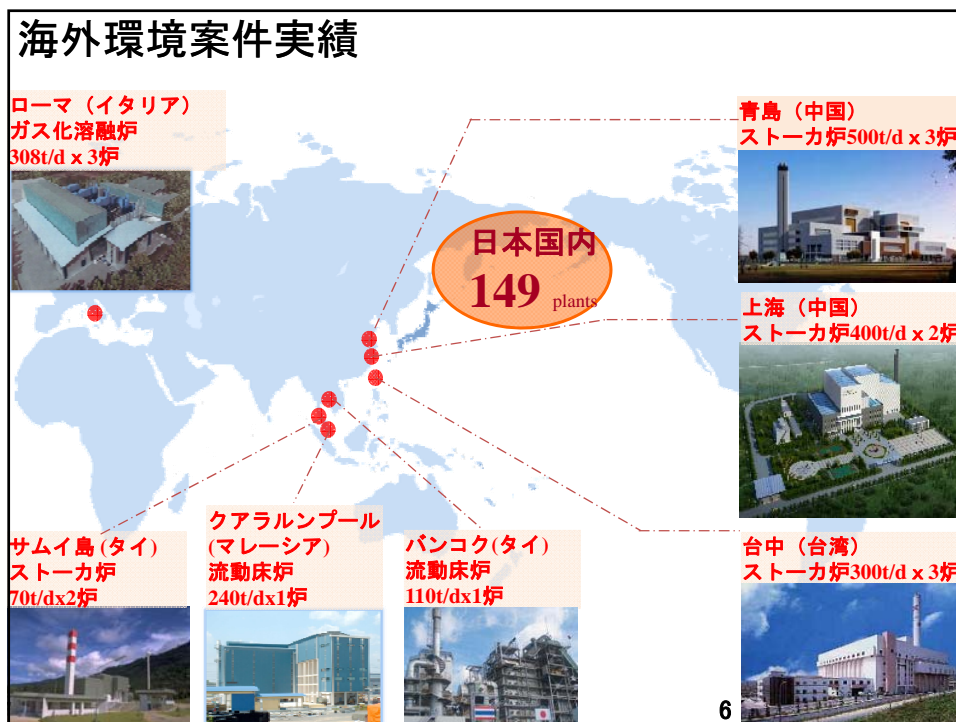 海外環境案件実績
ローマ（イタリア）
ガス化溶融炉
308t/d x 3炉
青島（中国）
ストーカ炉500t/d x 3炉
日本国内
149 plants
上海（中国）
ストーカ炉400t/d x 2炉
サムイ島 (タイ)
ストーカ炉
70t/dx2炉
クアラルンプール
(マレーシア)
流動床炉
240t/dx1炉
バンコク(タイ)
流動床炉
110t/dx1炉
台中（台湾）
ストーカ炉300t/d x 3炉
6